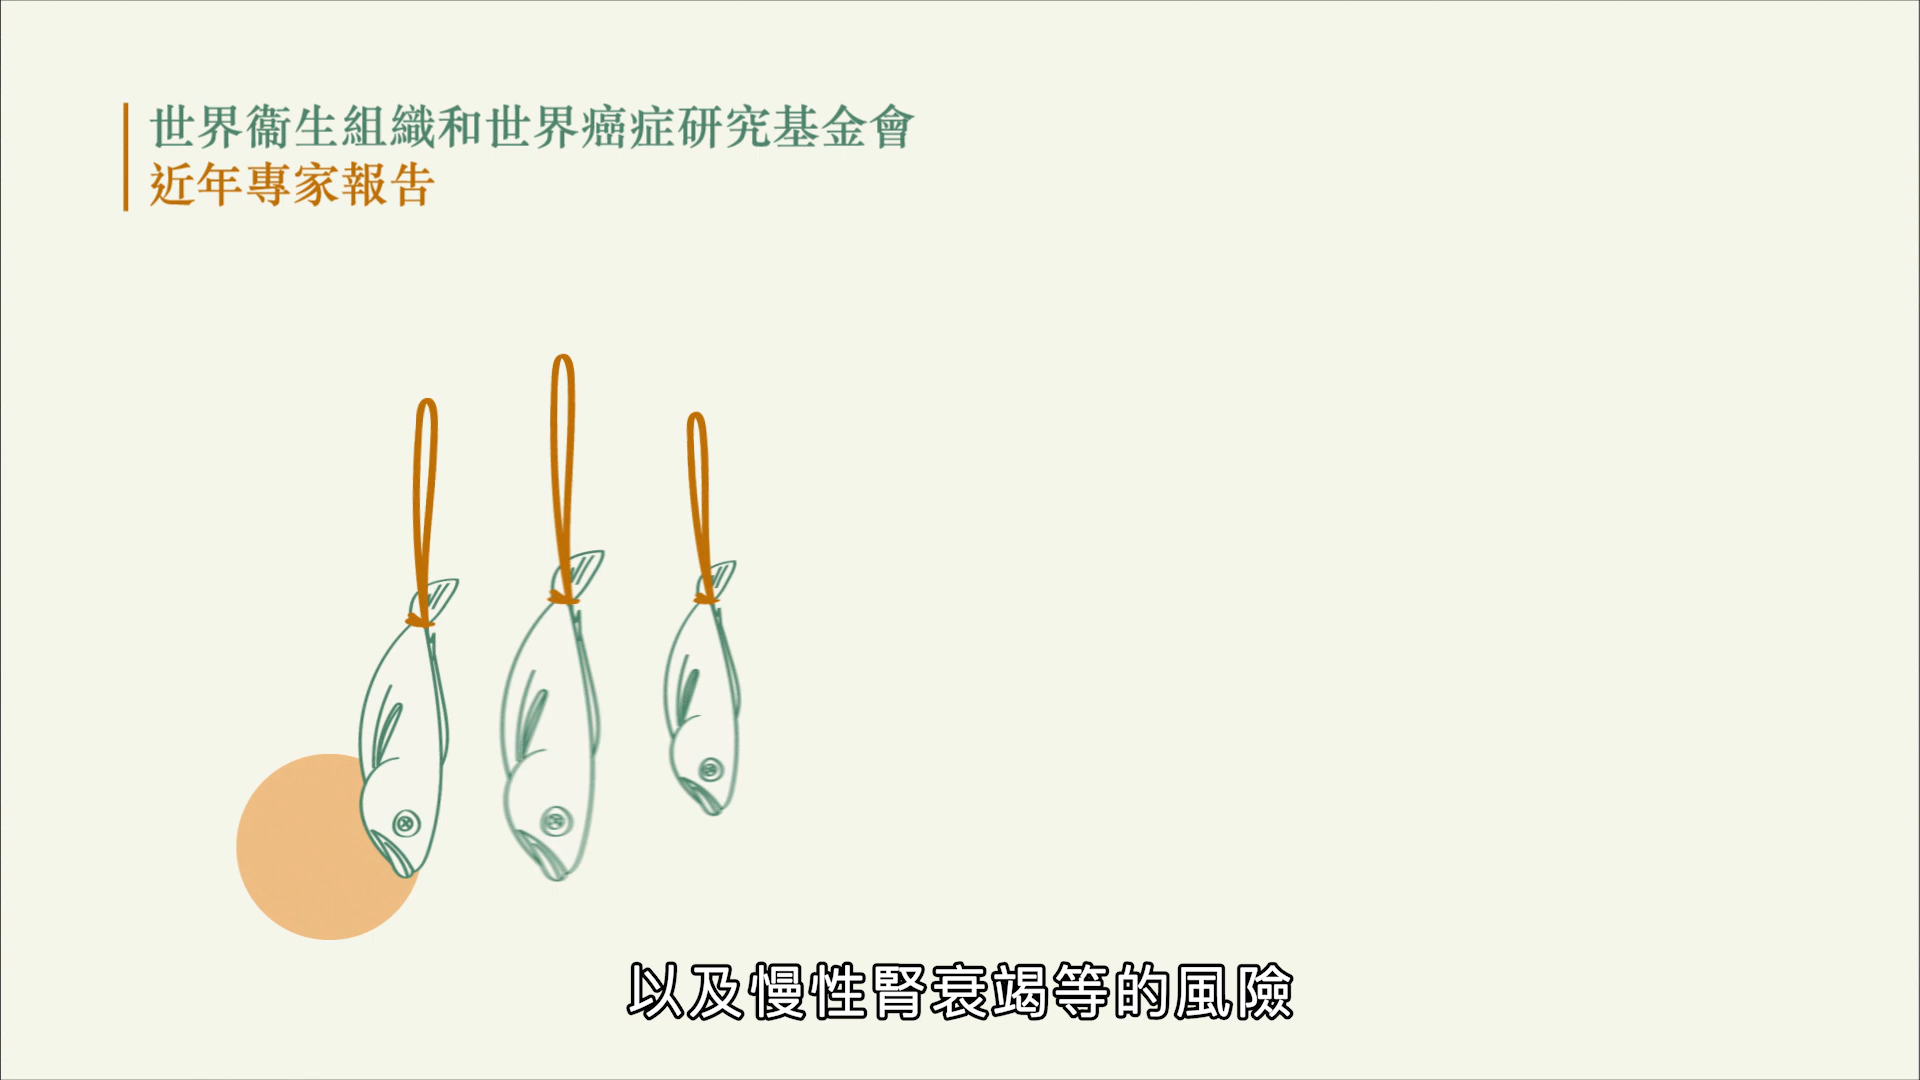 世界衞生組織和世界癌症研究基金會
近年專家報告
以及慢性腎衰竭等的風險